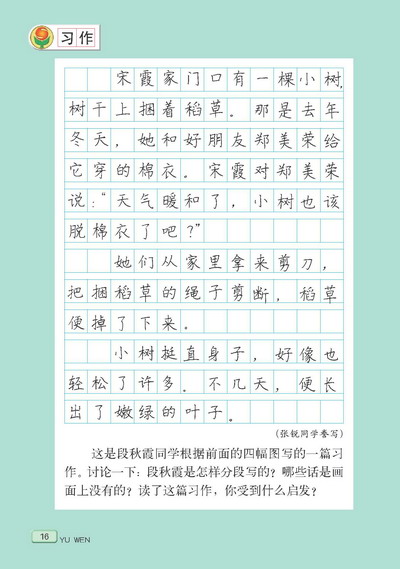 习作
宋霞家门口有一棵小树,
树干上捆着稻草。那是去年
冬天,她和好朋友郑美荣给
它穿的棉衣。宋霞对郑美荣
说:“天气暖和了,小树也该
脱棉衣了吧?”
她们从家里拿来剪刀,
把捆稻草的绳子剪断,稻草
便掉了下来。
小树挺直身子,好像也
轻松了许多。不几天,便长
出了嫩绿的叶子。
(张锐同学誊写)
这是段秋霞同学根据前面的四幅图写的一篇习
作。讨论一下:段秋霞是怎样分段写的?哪些话是画
面上没有的?读了这篇习作,你受到什么启发?
16
YU WEN